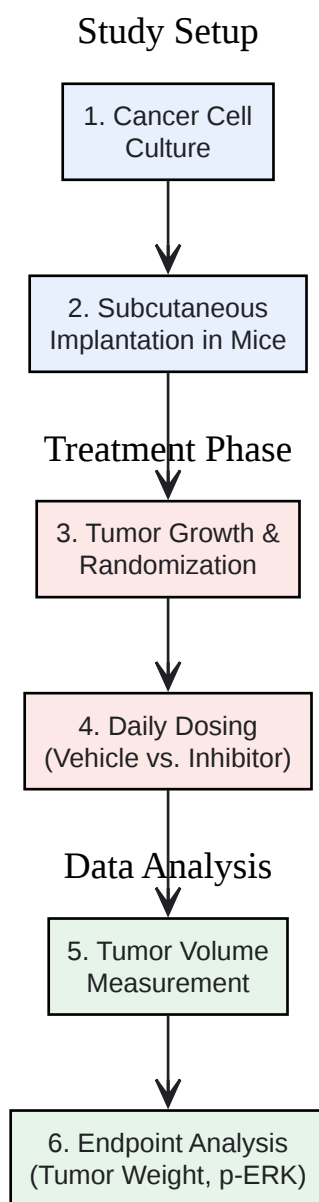 Study Setup
1. Cancer Cell
Culture
2. Subcutaneous
Implantation in Mice
Treatment Phase
3. Tumor Growth &
Randomization
4. Daily Dosing
(Vehicle vs. Inhibitor)
Data Analysis
5. Tumor Volume
Measurement
6. Endpoint Analysis
(Tumor Weight, p-ERK)